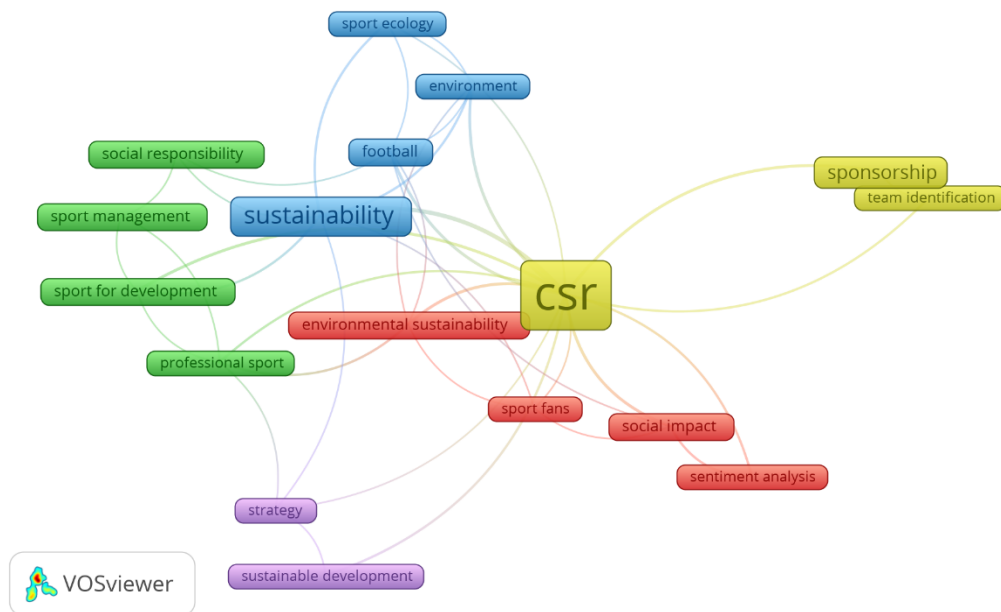 sport ecology
environment
football
social responsibility
sponsorship
team identification
sport management
sustainability
sport for development
csr
environmental sustainability
professional sport
sport fans
social impact
sentiment analysis
strategy
sustainable development
VOSviewer